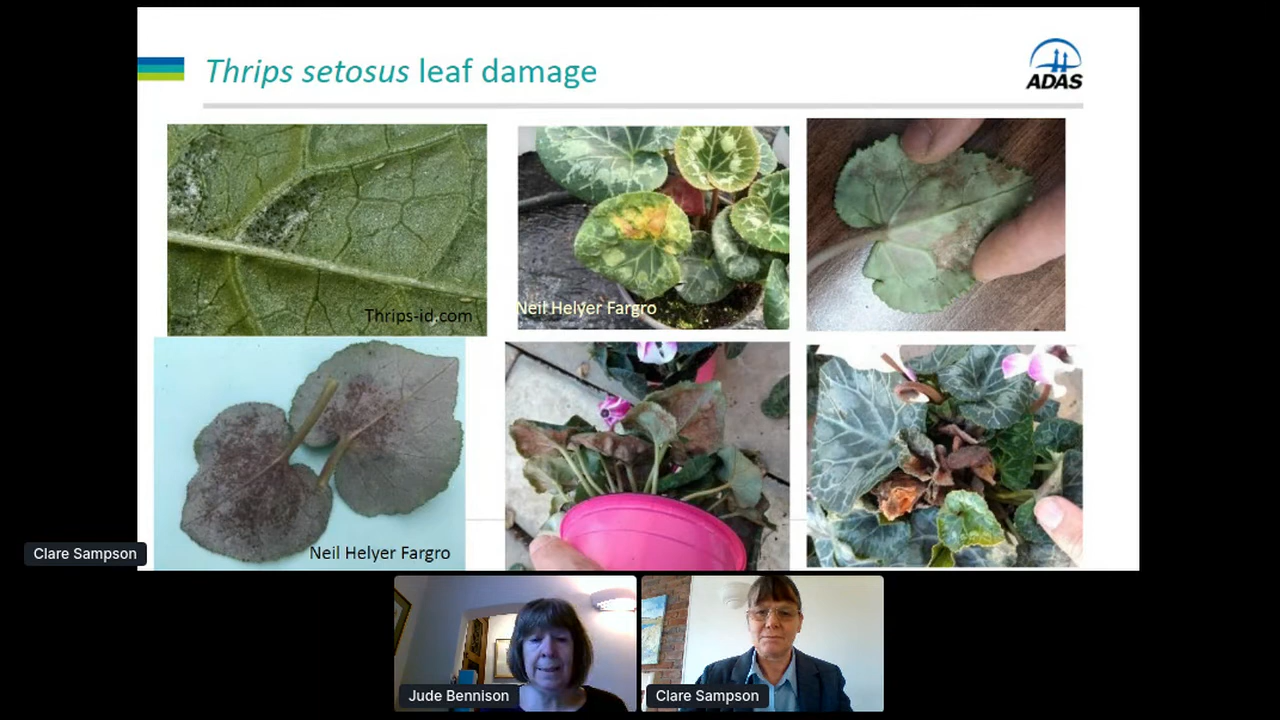 Thrips setosus leaf damage
ADAS
Thrips-id.com
Neil Helyer Fargro
Neil Helyer Fargro
Clare Sampson
Jude Bennison
Clare Sampson